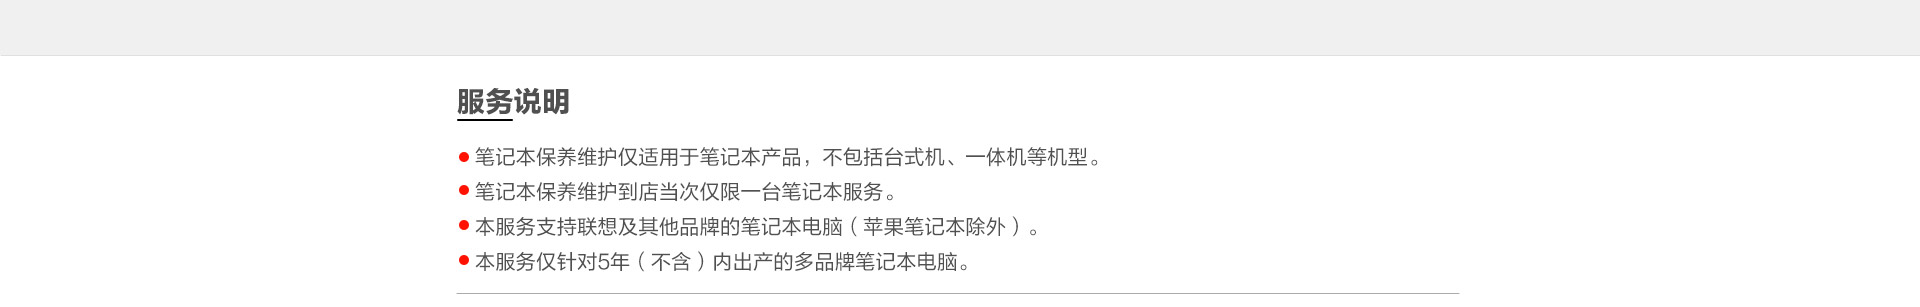 服务说明
笔记本保养维护仅适用于笔记本产品，不包括台式机、一体机等机型。
笔记本保养维护到店当次仅限一台笔记本服务。
本服务支持联想及其他品牌的笔记本电脑（苹果笔记本除外）。
本服务仅针对5年（不含）内出产的多品牌笔记本电脑。